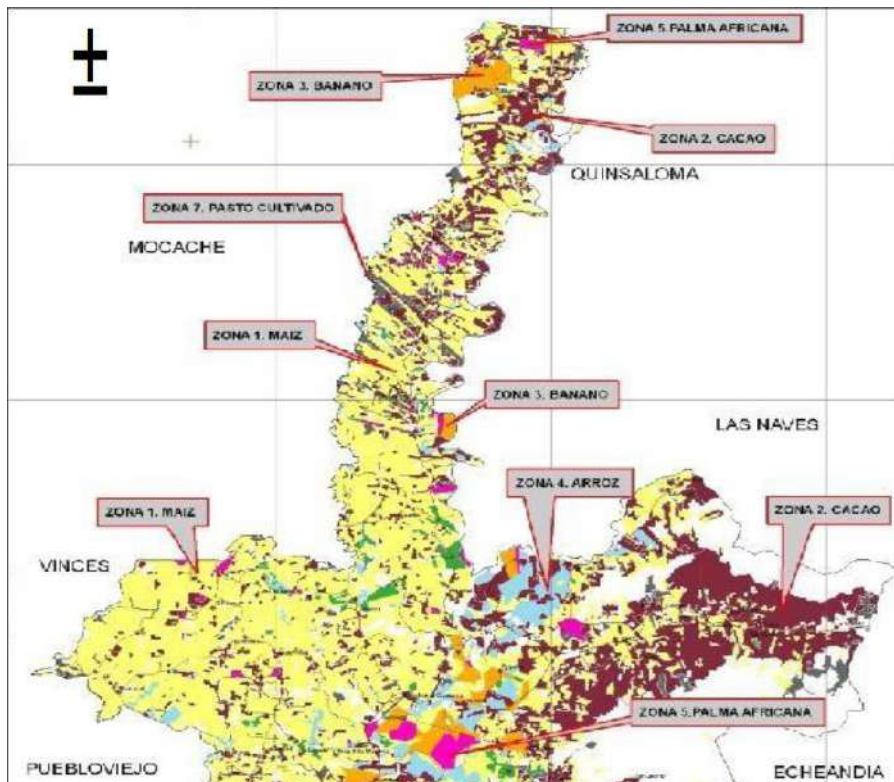 ZONA 5. PALMA AFRICANA
ZONA 3. BANANO
ZONA 2. CACAO
QUINSALOMA
ZONA 7. PASTO CULTIVADO
MOCACHE
ZONA 1. MAIZ
ZONA 3. BANANO
LAS NAVES
ZONA 4. ARROZ
ZONA 1. MAIZ
ZONA 2. CACAO
VINCES
ZONA 5. PALMA AFRICANA
PUEBLOVIEJO
ECHEANDIA